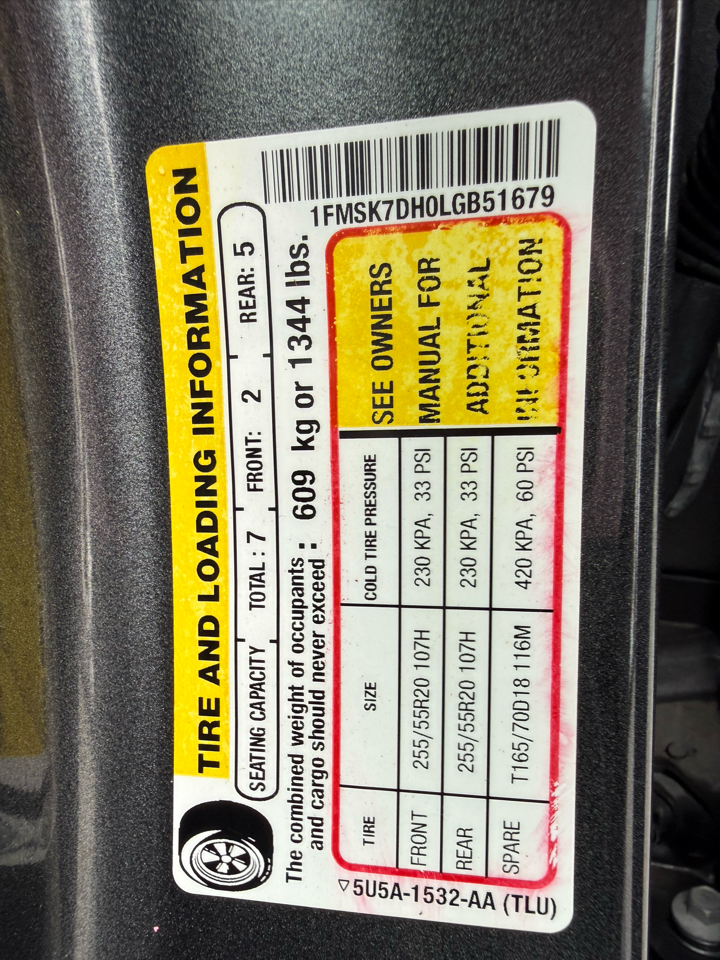 TIRE AND LOADING INFORMATION
SEATING CAPACITY TOTAL : 7 FRONT: 2 REAR: 5
The combined weight of occupants
and cargo should never exceed : 609 kg or 1344 lbs.
1FMSK7DH0LGB51679
TIRE SIZE COLD TIRE PRESSURE
FRONT 255/55R20 107H 230 KPA, 33 PSI
REAR 255/55R20 107H 230 KPA, 33 PSI
SPARE T165/70D18 116M 420 KPA, 60 PSI
SEE OWNERS
MANUAL FOR
ADDITIONAL
INFORMATION
▽5U5A-1532-AA (TLU)